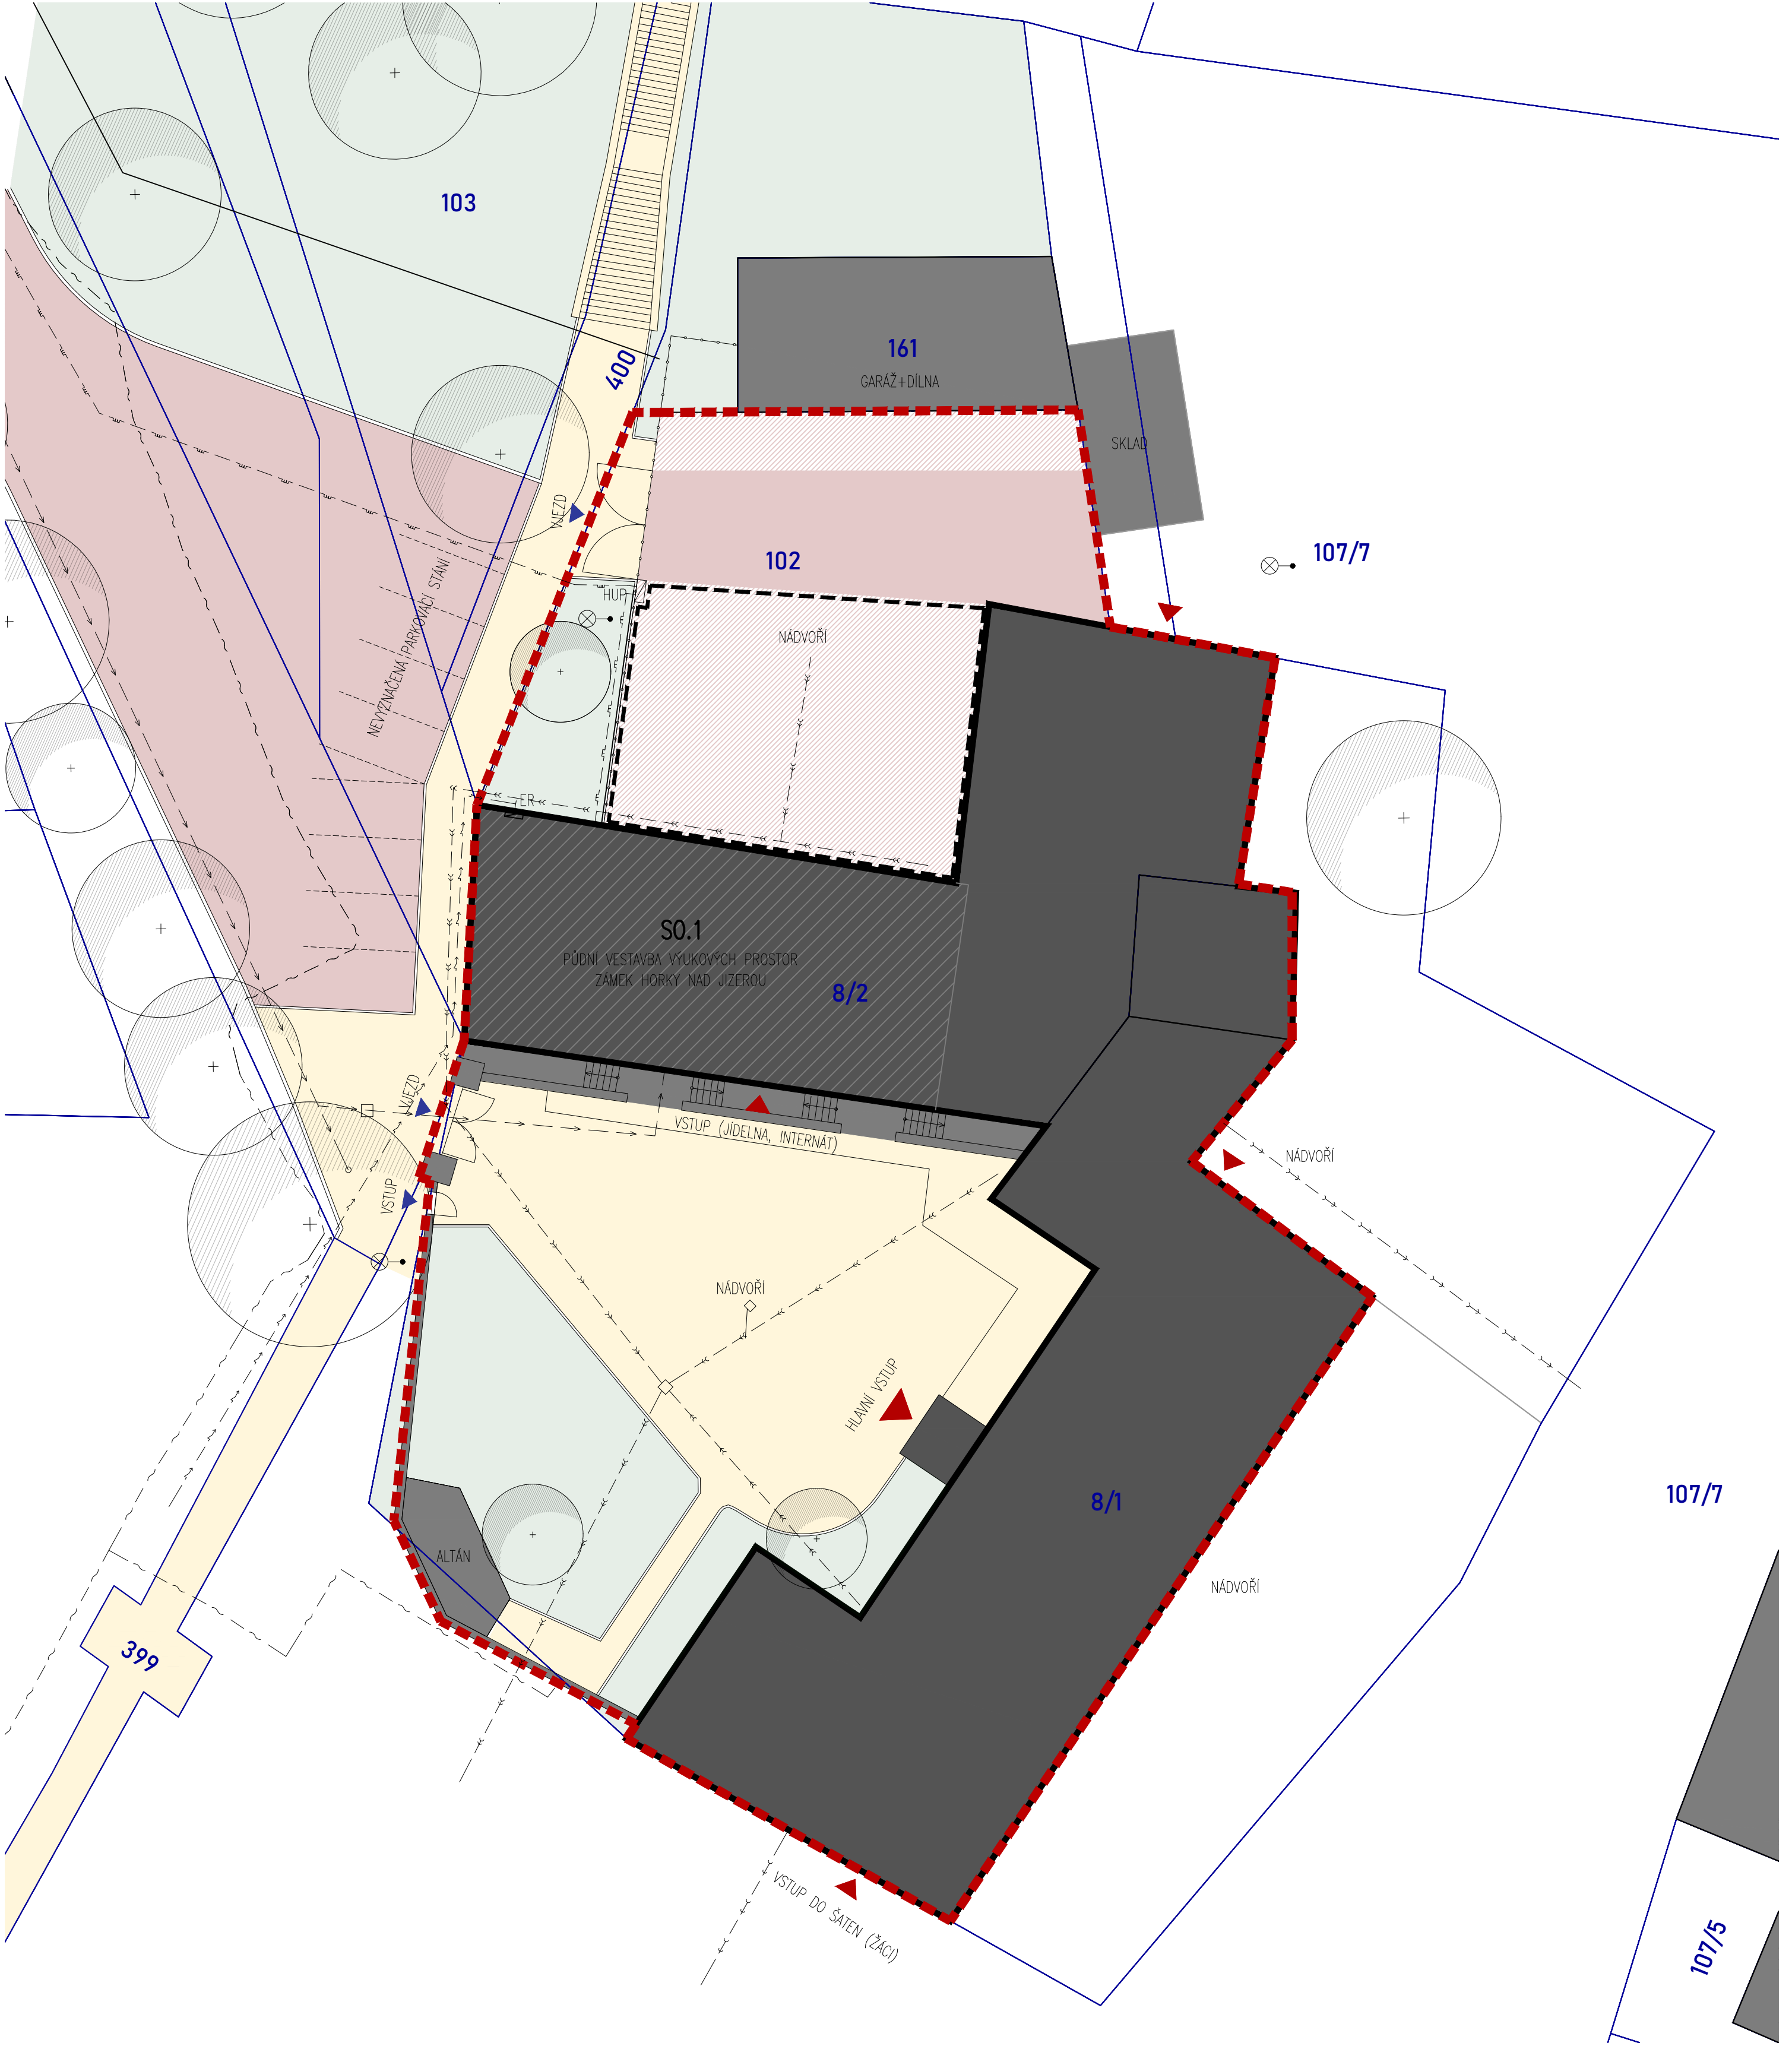 103
400
161
GARÁŽ+DÍLNA
SKLAD
VJEZD
107/7
102
NEVYZNAČENÁ PARKOVACÍ STÁNÍ
HUP
NÁDVOŘÍ
ER
SO.1
PŮDNÍ VESTAVBA VÝUKOVÝCH PROSTOR
ZÁMEK HORKY NAD JIZEROU
8/2
VJEZD
VSTUP (JÍDELNA, INTERNÁT)
NÁDVOŘÍ
VSTUP
NÁDVOŘÍ
HLAVNÍ VSTUP
107/7
8/1
ALTÁN
NÁDVOŘÍ
399
VSTUP DO ŠATEN (ŽÁCI)
107/5